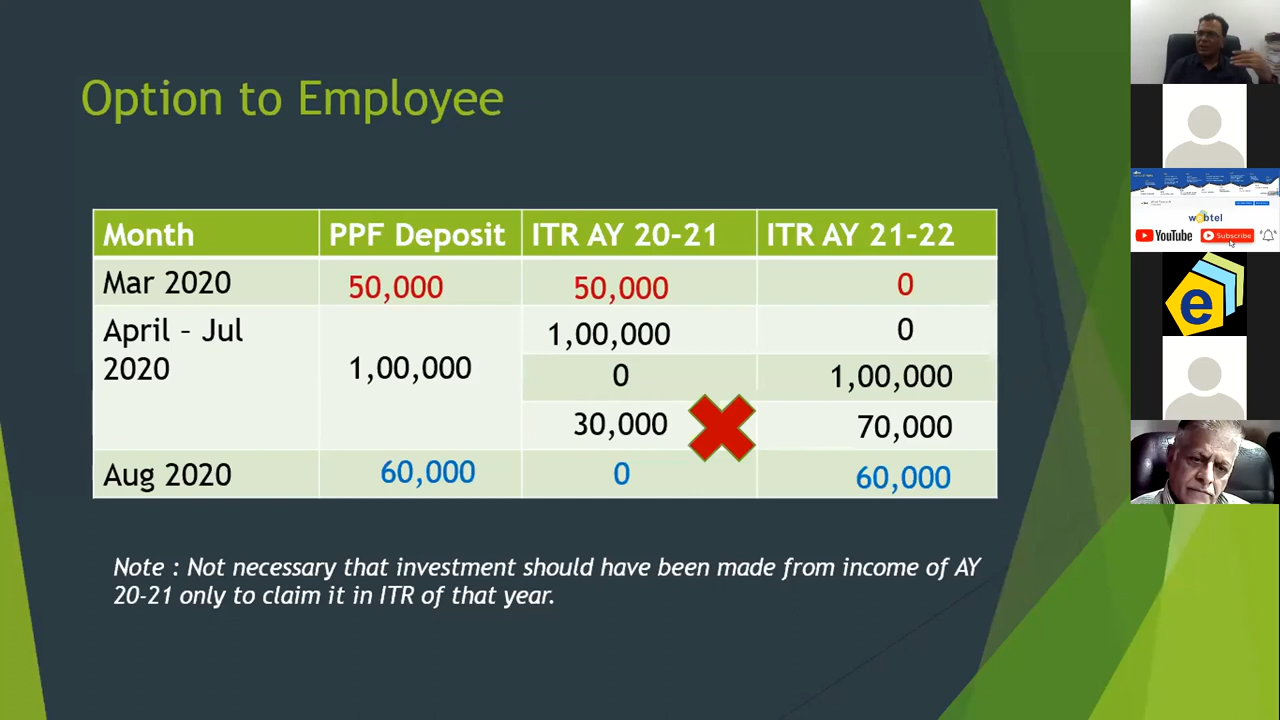 Option to Employee
Month PPF Deposit ITR AY 20-21 ITR AY 21-22
Mar 2020 50,000 50,000 0
April – Jul 2020 1,00,000 1,00,000 0
0 1,00,000
30,000 70,000
Aug 2020 60,000 0 60,000
Note : Not necessary that investment should have been made from income of AY
20-21 only to claim it in ITR of that year.
webtel
YouTube Subscribe
e